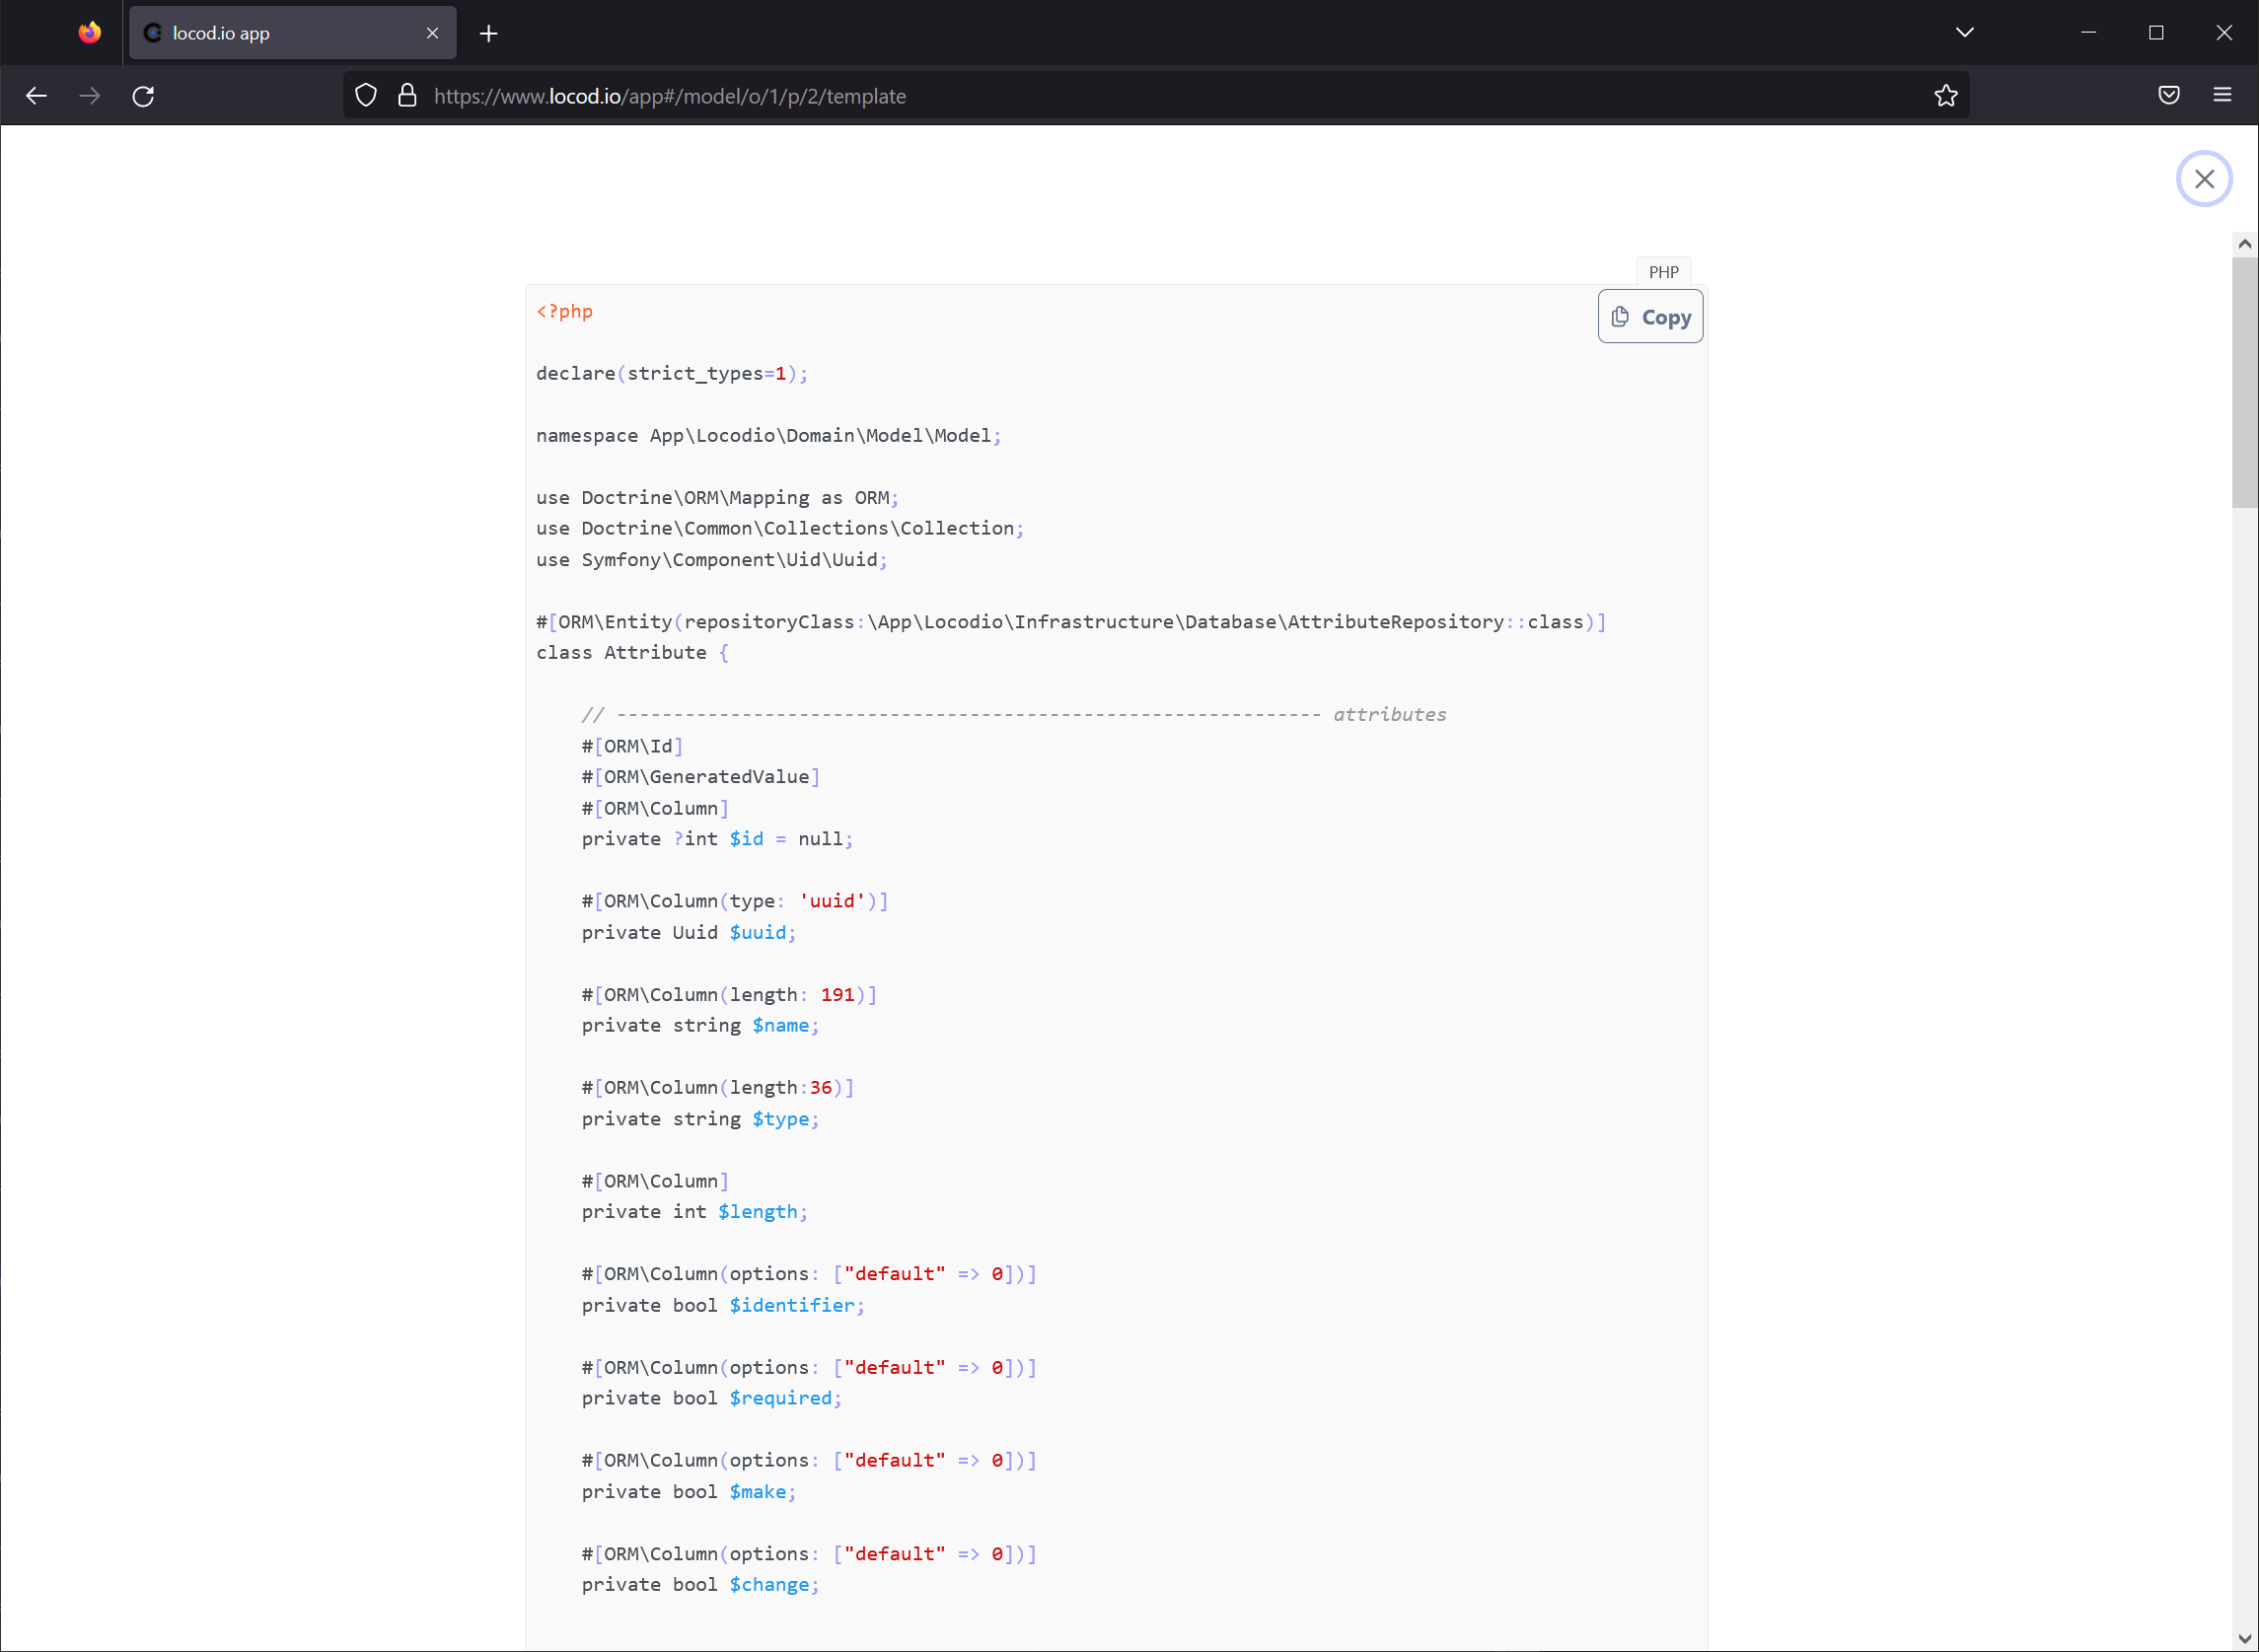 locod.io app
https://www.locod.io/app#/model/o/1/p/2/template
PHP
Copy
<?php
declare(strict_types=1);
namespace App\Locodio\Domain\Model\Model;
use Doctrine\ORM\Mapping as ORM;
use Doctrine\Common\Collections\Collection;
use Symfony\Component\Uid\Uuid;
#[ORM\Entity(repositoryClass:\App\Locodio\Infrastructure\Database\AttributeRepository::class)]
class Attribute {
// -------------------------------------------------------------- attributes
#[ORM\Id]
#[ORM\GeneratedValue]
#[ORM\Column]
private ?int $id = null;
#[ORM\Column(type: 'uuid')]
private Uuid $uuid;
#[ORM\Column(length: 191)]
private string $name;
#[ORM\Column(length:36)]
private string $type;
#[ORM\Column]
private int $length;
#[ORM\Column(options: ["default" => 0])]
private bool $identifier;
#[ORM\Column(options: ["default" => 0])]
private bool $required;
#[ORM\Column(options: ["default" => 0])]
private bool $make;
#[ORM\Column(options: ["default" => 0])]
private bool $change;